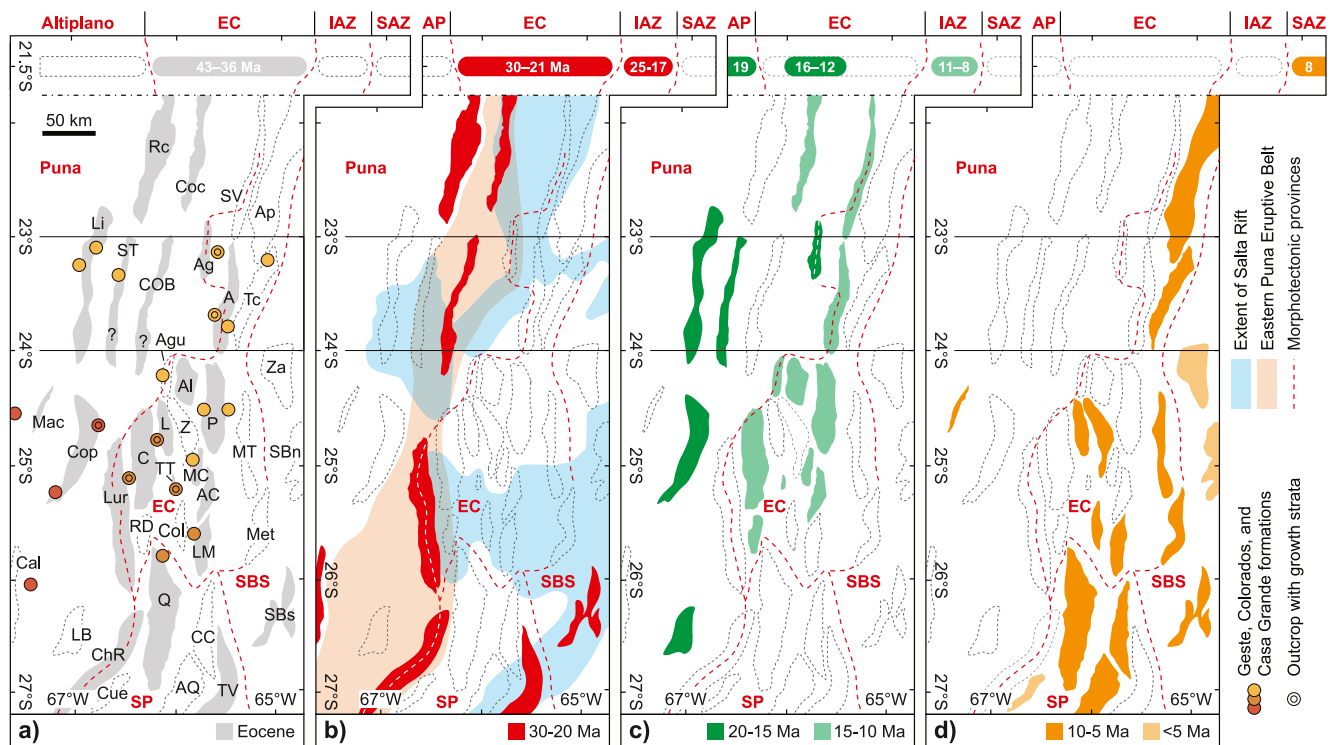 Altiplano EC IAZ SAZ AP EC IAZ SAZ AP EC IAZ SAZ AP EC IAZ SAZ
21.5°S
43–36 Ma
30–21 Ma
25-17
19
16–12
11–8
8
50 km
Puna
Rc
Coc
SV
Ap
Li
ST
Ag
COB
A
Tc
?
?
Agu
Al
Za
Mac
L
Z
P
Cop
C
TT
MC
MT
SBn
Lur
AC
EC
RD
Col.
LM
Met
Cal
SBS
Q
SBs
LB
CC
ChR
Cue
AQ
TV
SP
23°S
24°S
25°S
26°S
27°S
67°W
65°W
a)
Eocene
23°S
24°S
25°S
26°S
27°S
EC
SBS
67°W
SP
65°W
b)
30-20 Ma
Puna
23°S
24°S
25°S
26°S
27°S
EC
SBS
67°W
SP
65°W
c)
20-15 Ma
15-10 Ma
Puna
23°S
24°S
25°S
26°S
27°S
EC
SBS
67°W
SP
65°W
d)
10-5 Ma
<5 Ma
Extent of Salta Rift
Eastern Puna Eruptive Belt
Morphotectonic provinces
Geste, Colorados, and
Casa Grande formations
Outcrop with growth strata